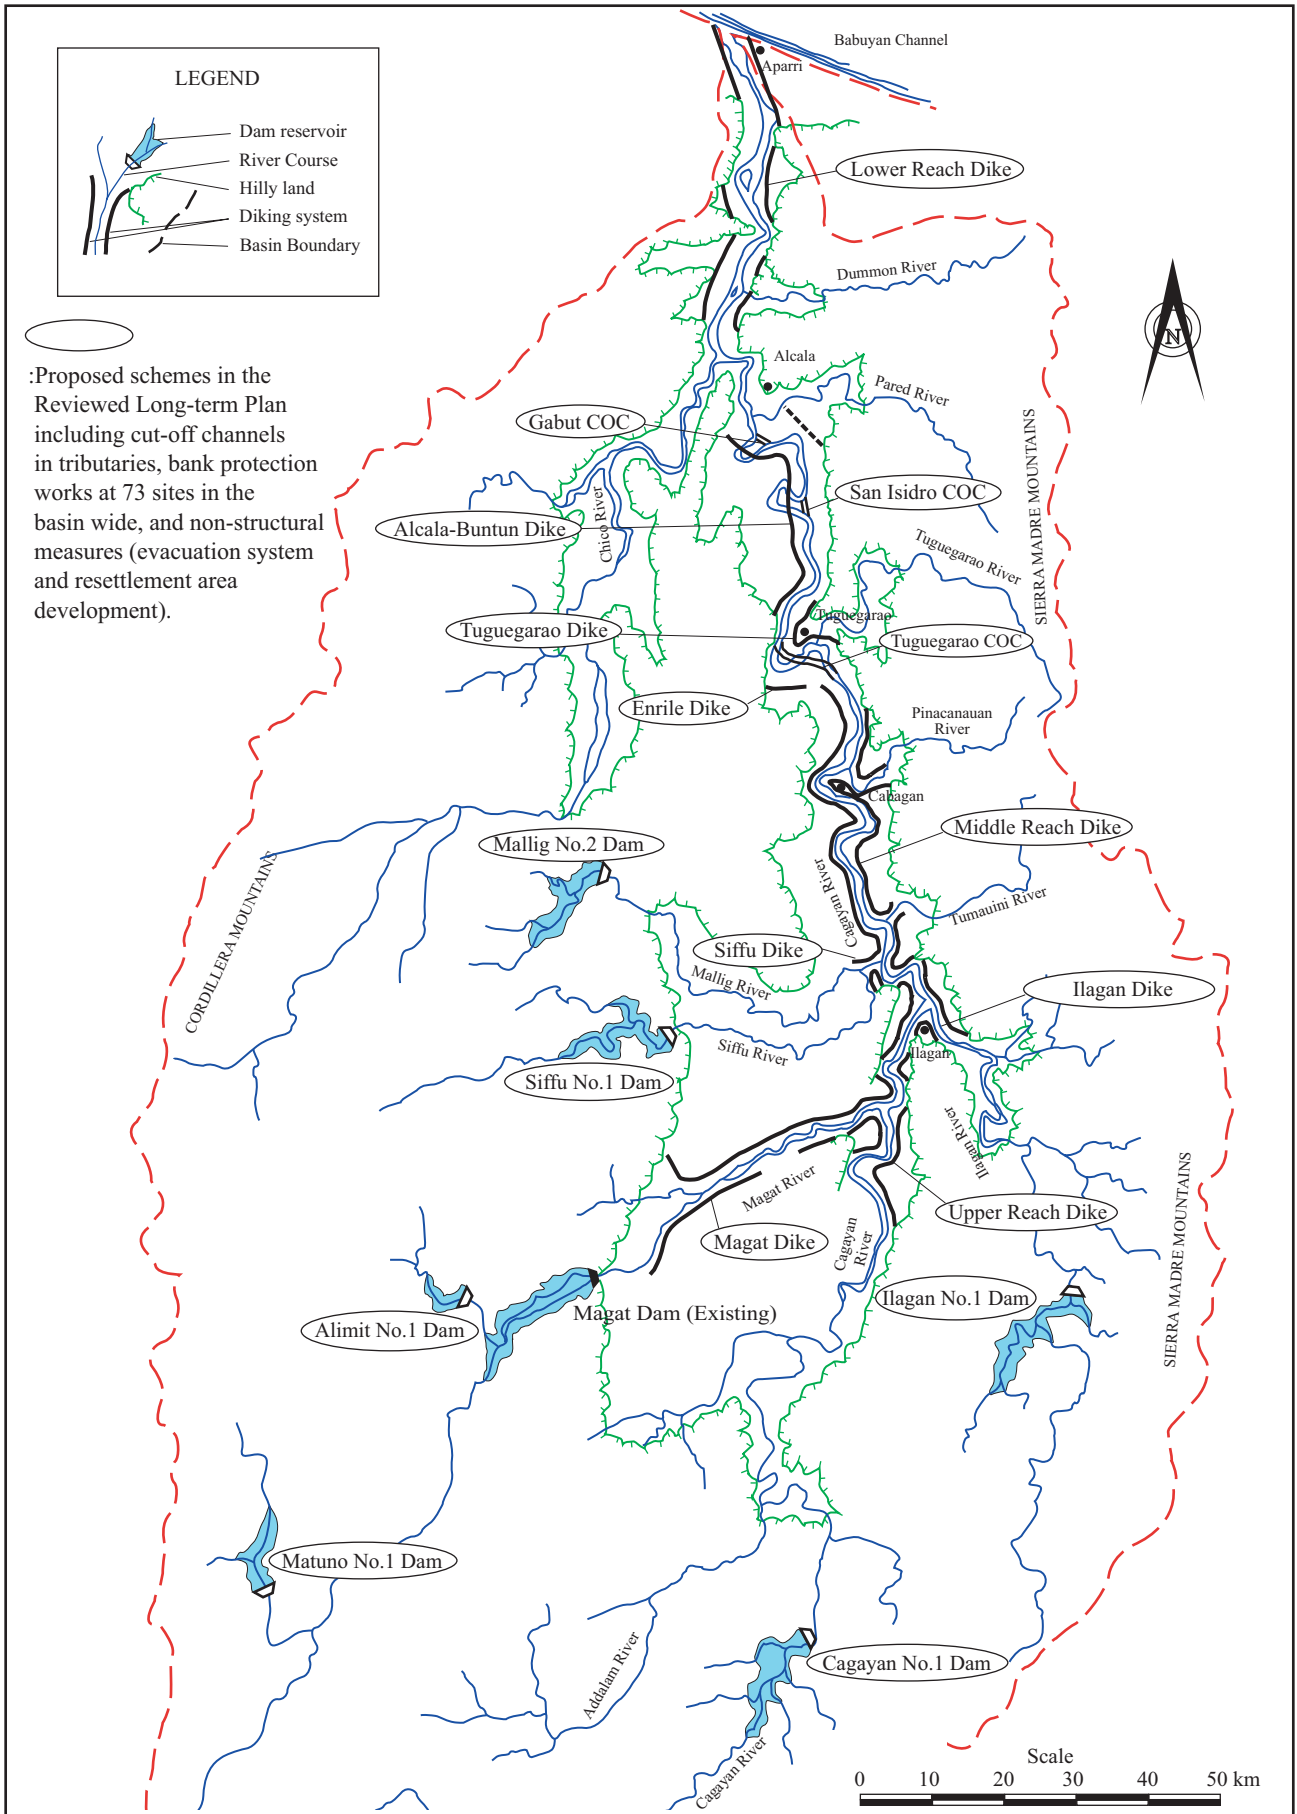 Babuyan Channel
Aparri
LEGEND
Dam reservoir
River Course
Hilly land
Diking system
Basin Boundary
Lower Reach Dike
Dummon River
N
:Proposed schemes in the
Reviewed Long-term Plan
including cut-off channels
in tributaries, bank protection
works at 73 sites in the
basin wide, and non-structural
measures (evacuation system
and resettlement area
development).
Alcala
Pared River
Gabut COC
SIERRA MADRE MOUNTAINS
San Isidro COC
Alcala-Buntun Dike
Chico River
Tuguegarao River
Tuguegarao
Tuguegarao Dike
Tuguegarao COC
Enrile Dike
Pinacanauan
River
Cabagan
Middle Reach Dike
Mallig No.2 Dam
CORDILLERA MOUNTAINS
Cagayan River
Tumauini River
Siffu Dike
Mallig River
Ilagan Dike
Siffu River
Ilagan
Siffu No.1 Dam
Ilagan River
Magat River
Upper Reach Dike
SIERRA MADRE MOUNTAINS
Magat Dike
Cagayan
River
Ilagan No.1 Dam
Magat Dam (Existing)
Alimit No.1 Dam
Matuno No.1 Dam
Addalam River
Cagayan No.1 Dam
Cagayan River
Scale
0 10 20 30 40 50 km